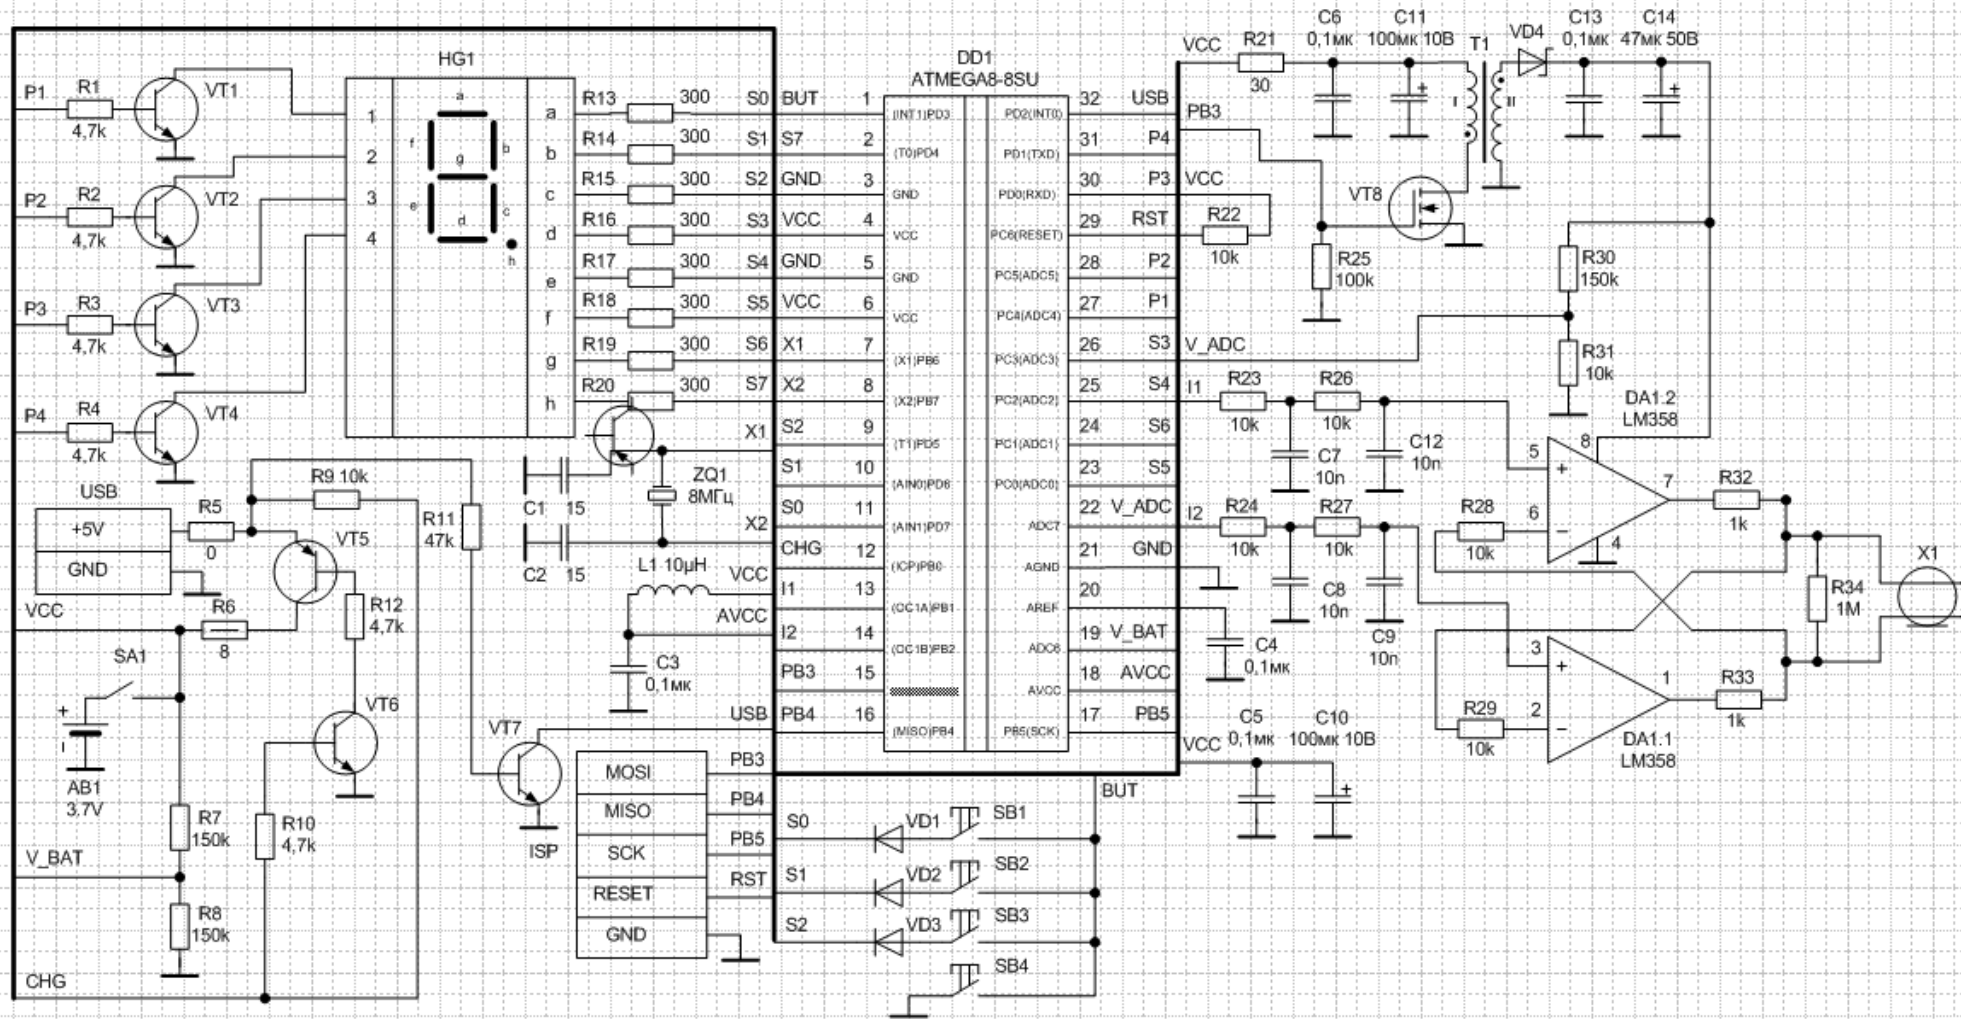 P1
R1
4,7k
VT1
P2
R2
4,7k
VT2
P3
R3
4,7k
VT3
P4
R4
4,7k
VT4
HG1
1
2
3
4
a
f
b
g
e
c
d
h
a
b
c
d
e
f
g
h
R13 300 S0
R14 300 S1
R15 300 S2
R16 300 S3
R17 300 S4
R18 300 S5
R19 300 S6
R20 300 S7
X1
ZQ1
8МГц
C1 15
C2 15
X2
L1 10µH
VCC
AVCC
C3
0,1мк
USB
USB
+5V
GND
R5
0
R9 10k
VT5
R11
47k
R12
4,7k
VCC
R6
8
SA1
+
AB1
3.7V
VT6
R10
4,7k
R7
150k
V_BAT
R8
150k
CHG
VT7
ISP
MOSI
MISO
SCK
RESET
GND
PB3
PB4
PB5
RST
DD1
ATMEGA8-8SU
BUT 1 (INT1)PD3
S7 2 (T0)PD4
GND 3 GND
VCC 4 VCC
GND 5 GND
VCC 6 VCC
X1 7 (X1)PB6
X2 8 (X2)PB7
S2 9 (T1)PD5
S1 10 (AIN0)PD6
S0 11 (AIN1)PD7
CHG 12 (ICP)PB0
I1 13 (OC1A)PB1
I2 14 (OC1B)PB2
PB3 15
PB4 16 (MISO)PB4
PD2(INT0) 32 USB
PD1(TXD) 31 P4
PD0(RXD) 30 P3
PC6(RESET) 29 RST
PC5(ADC5) 28 P2
PC4(ADC4) 27 P1
PC3(ADC3) 26 S3
PC2(ADC2) 25 S4
PC1(ADC1) 24 S6
PC0(ADC0) 23 S5
ADC7 22 V_ADC
AGND 21 GND
AREF 20
ADC6 19 V_BAT
AVCC 18 AVCC
PB5(SCK) 17 PB5
S0 VD1 SB1
S1 VD2 SB2
S2 VD3 SB3
SB4
BUT
VCC
R21
30
C6
0,1мк
C11
100мк 10В
+
T1
I
II
VD4
C13
0,1мк
C14
47мк 50В
+
PB3
VT8
VCC
R22
10k
R25
100k
R30
150k
R31
10k
V_ADC
I1
R23
10k
R26
10k
C7
10n
C12
10n
I2
R24
10k
R27
10k
C8
10n
C9
10n
C4
0,1мк
VCC
C5
0,1мк
C10
100мк 10В
+
DA1.2
LM358
5
+
6
−
8
7
4
R28
10k
R32
1k
R34
1M
X1
3
+
2
−
1
R29
10k
R33
1k
DA1.1
LM358